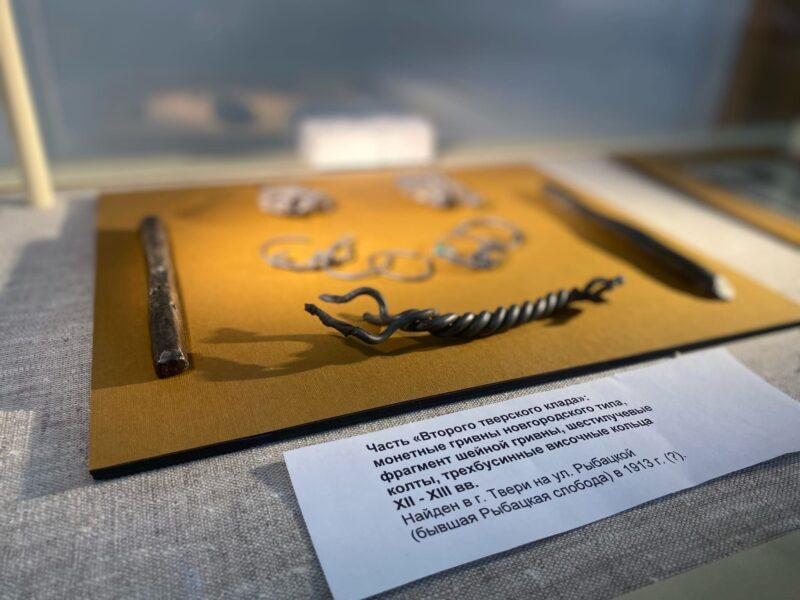 Часть «Второго тверского клада»:
монетные гривны новгородского типа,
фрагмент шейной гривны, шестилучевые
колты, трехбусинные височные кольца
XII - XIII вв.
Найден в г. Твери на ул. Рыбацкой
(бывшая Рыбацкая слобода) в 1913 г. (?).